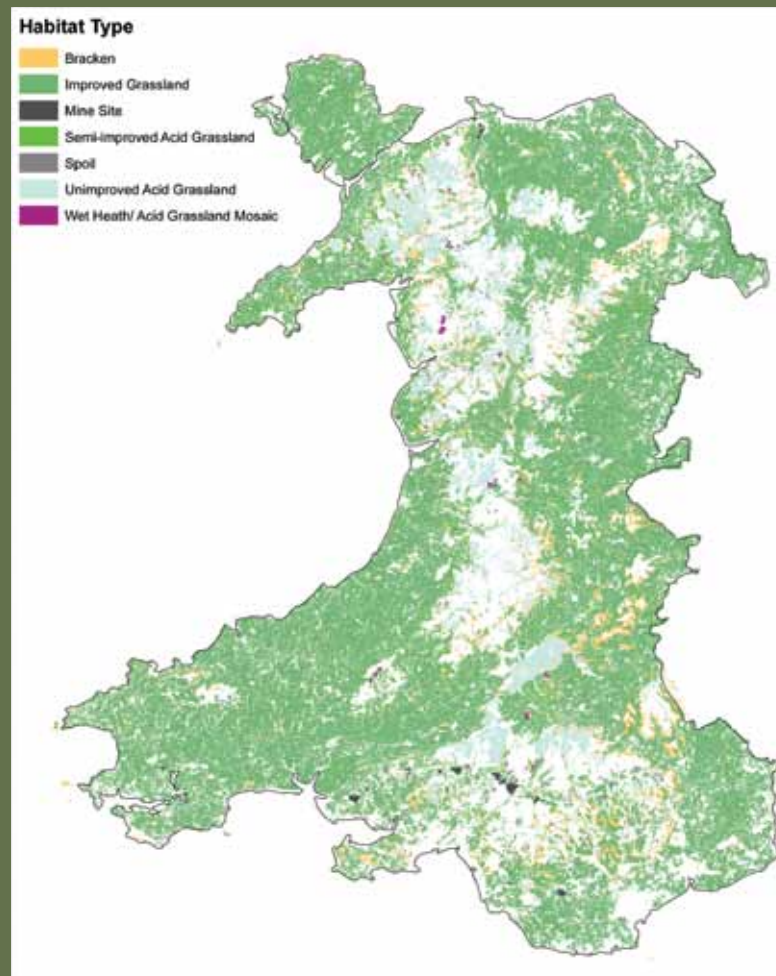 Habitat Type
Bracken
Improved Grassland
Mine Site
Semi-improved Acid Grassland
Spoil
Unimproved Acid Grassland
Wet Heath/ Acid Grassland Mosaic